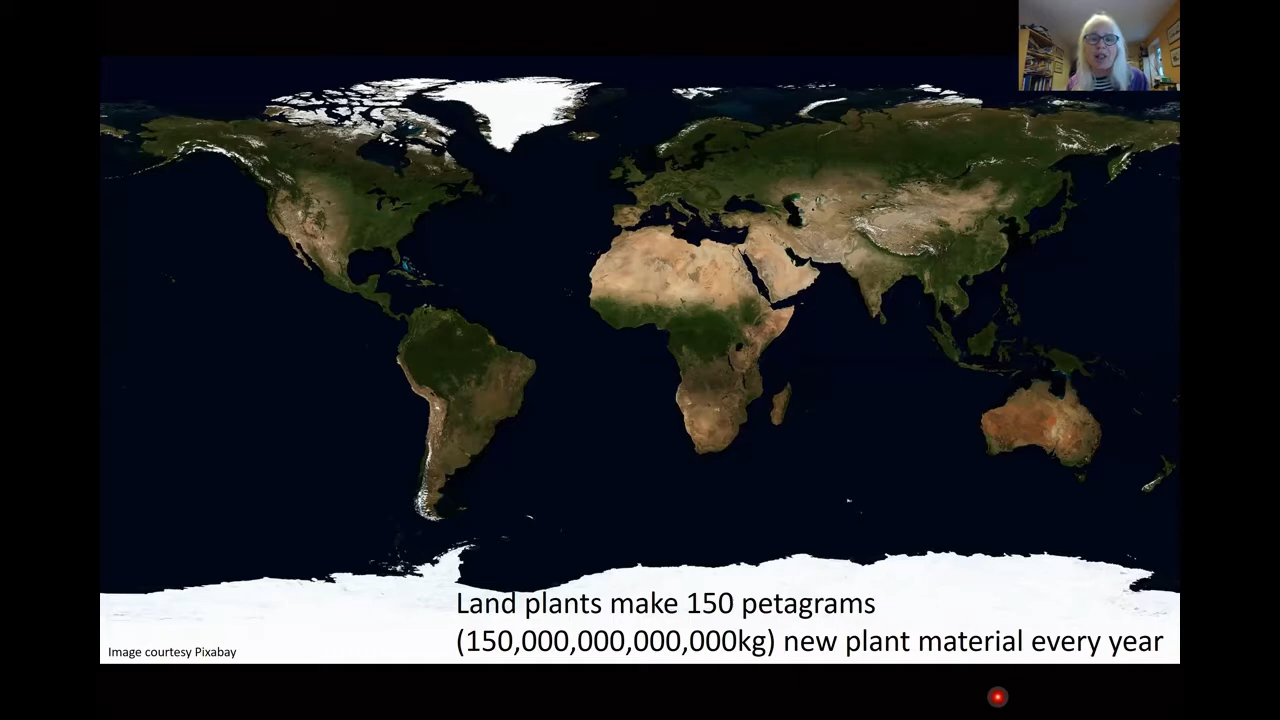 Land plants make 150 petagrams
(150,000,000,000,000kg) new plant material every year
Image courtesy Pixabay